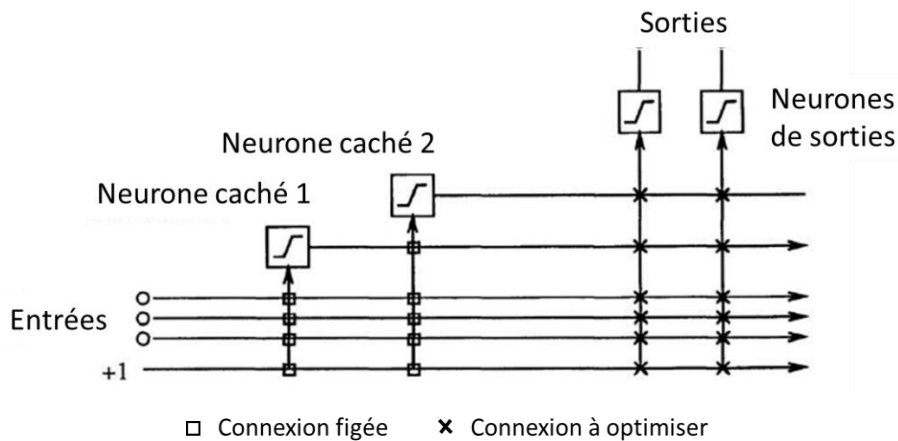 Sorties
Neurones
de sorties
Neurone caché 2
Neurone caché 1
Entrées
+1
Connexion figée
Connexion à optimiser